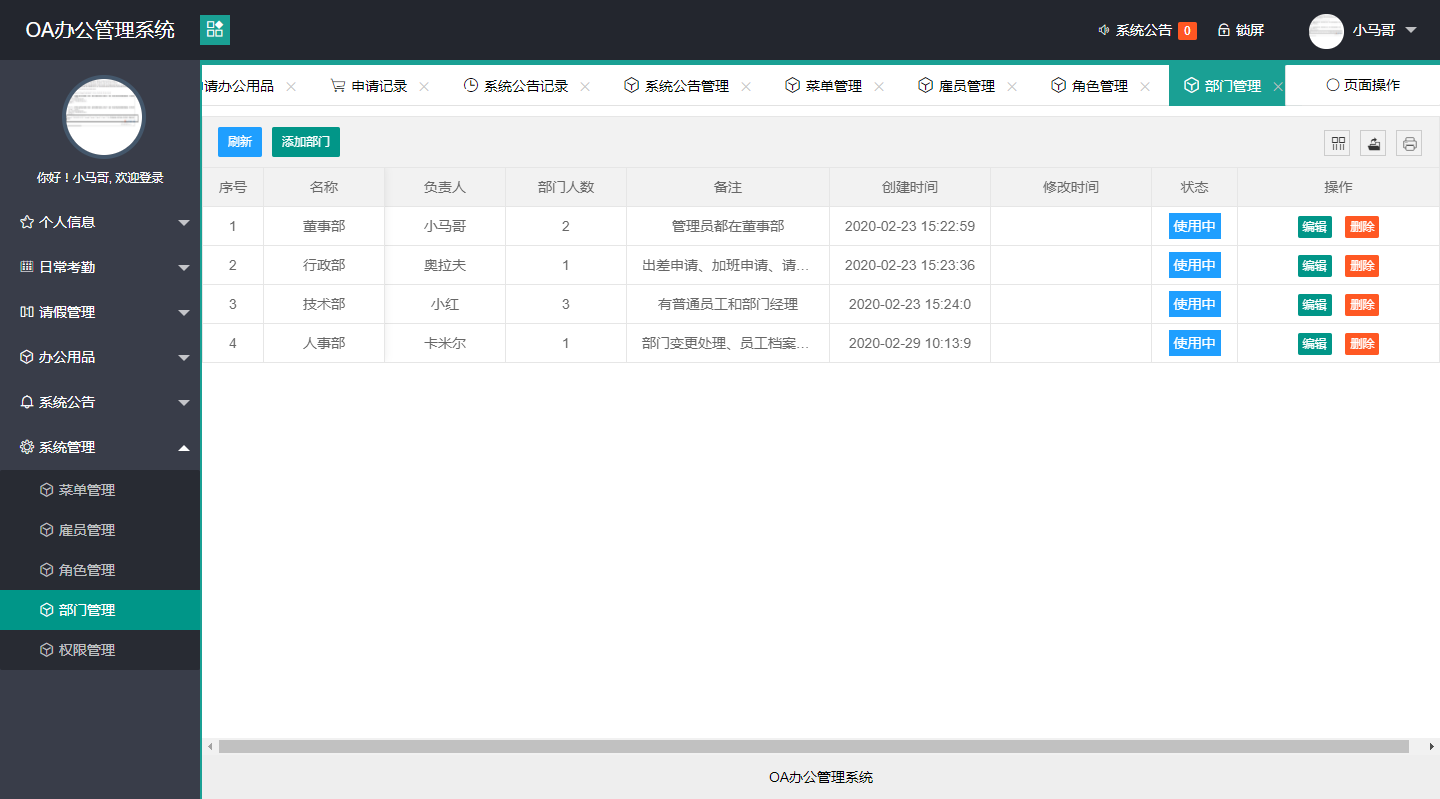 OA办公管理系统
系统公告 0 锁屏 小马哥
你好！小马哥, 欢迎登录
个人信息
日常考勤
请假管理
办公用品
系统公告
系统管理
菜单管理
雇员管理
角色管理
部门管理
权限管理
请办公用品 申请记录 系统公告记录 系统公告管理 菜单管理 雇员管理 角色管理 部门管理 页面操作
刷新 添加部门
序号 名称 负责人 部门人数 备注 创建时间 修改时间 状态 操作
1 董事部 小马哥 2 管理员都在董事部 2020-02-23 15:22:59 使用中 编辑 删除
2 行政部 奥拉夫 1 出差申请、加班申请、请... 2020-02-23 15:23:36 使用中 编辑 删除
3 技术部 小红 3 有普通员工和部门经理 2020-02-23 15:24:0 使用中 编辑 删除
4 人事部 卡米尔 1 部门变更处理、员工档案... 2020-02-29 10:13:9 使用中 编辑 删除
OA办公管理系统